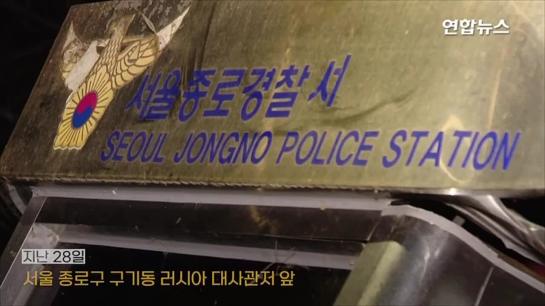 연합뉴스
서울종로경찰서
SEOUL JONGNO POLICE STATION
지난 28일
서울 종로구 구기동 러시아 대사관저 앞